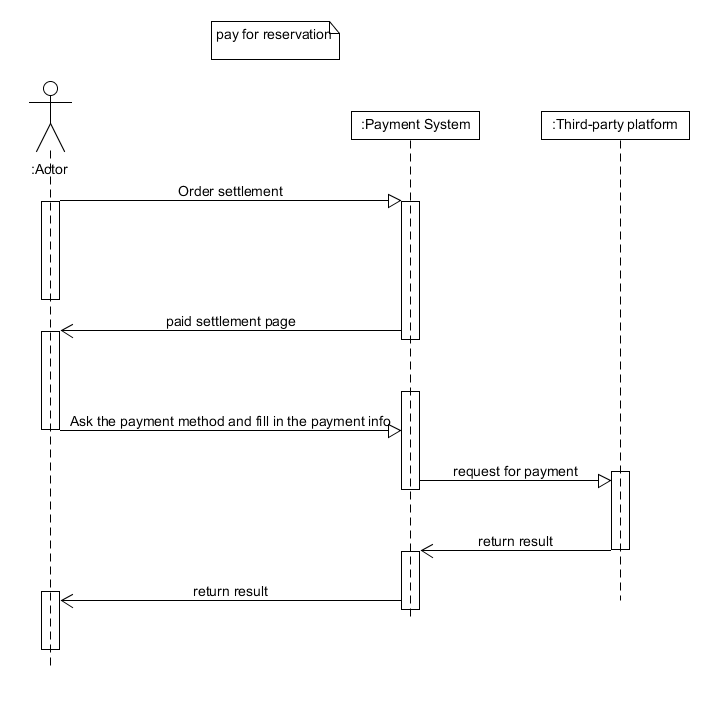 pay for reservation
:Payment System
:Third-party platform
:Actor
Order settlement
paid settlement page
Ask the payment method and fill in the payment info
request for payment
return result
return result